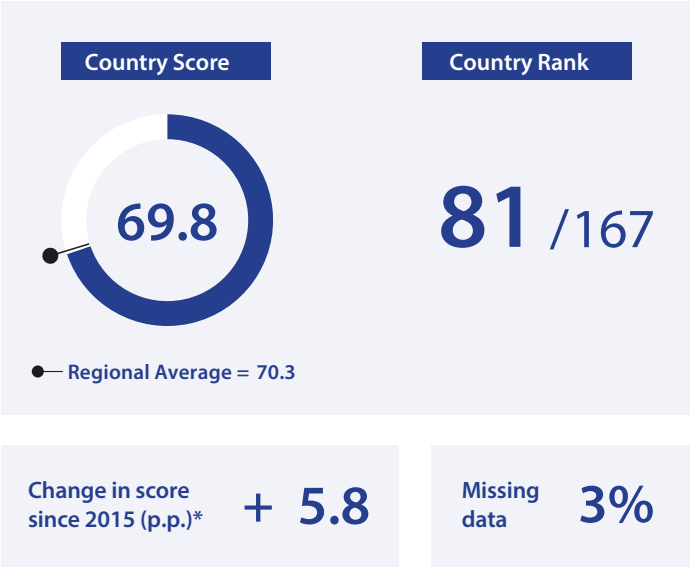 Country Score
Country Rank
69.8
81 /167
Regional Average = 70.3
Change in score
since 2015 (p.p.)*
+ 5.8
Missing
data
3%